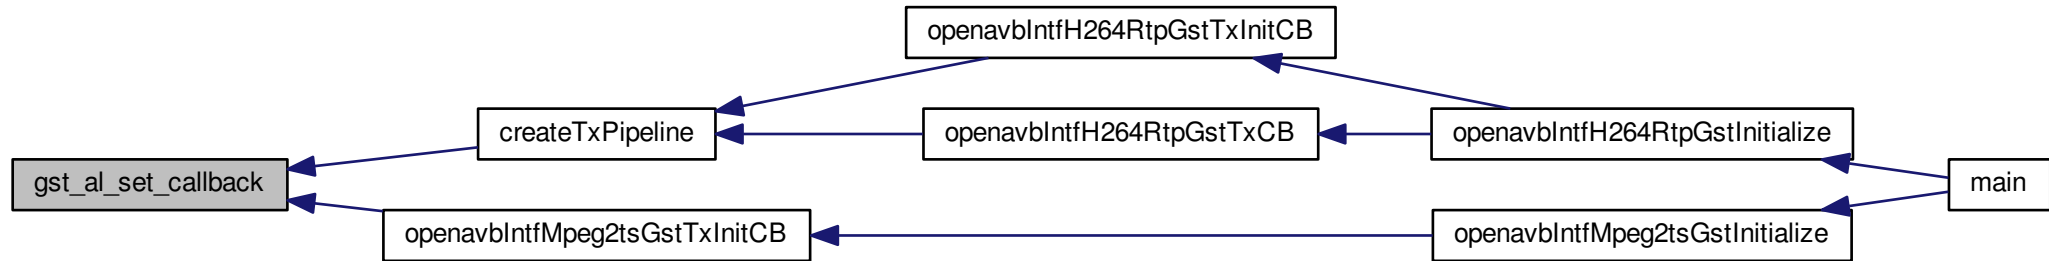 openavbIntfH264RtpGstTxInitCB
createTxPipeline
openavbIntfH264RtpGstTxCB
openavbIntfH264RtpGstInitialize
gst_al_set_callback
main
openavbIntfMpeg2tsGstTxInitCB
openavbIntfMpeg2tsGstInitialize